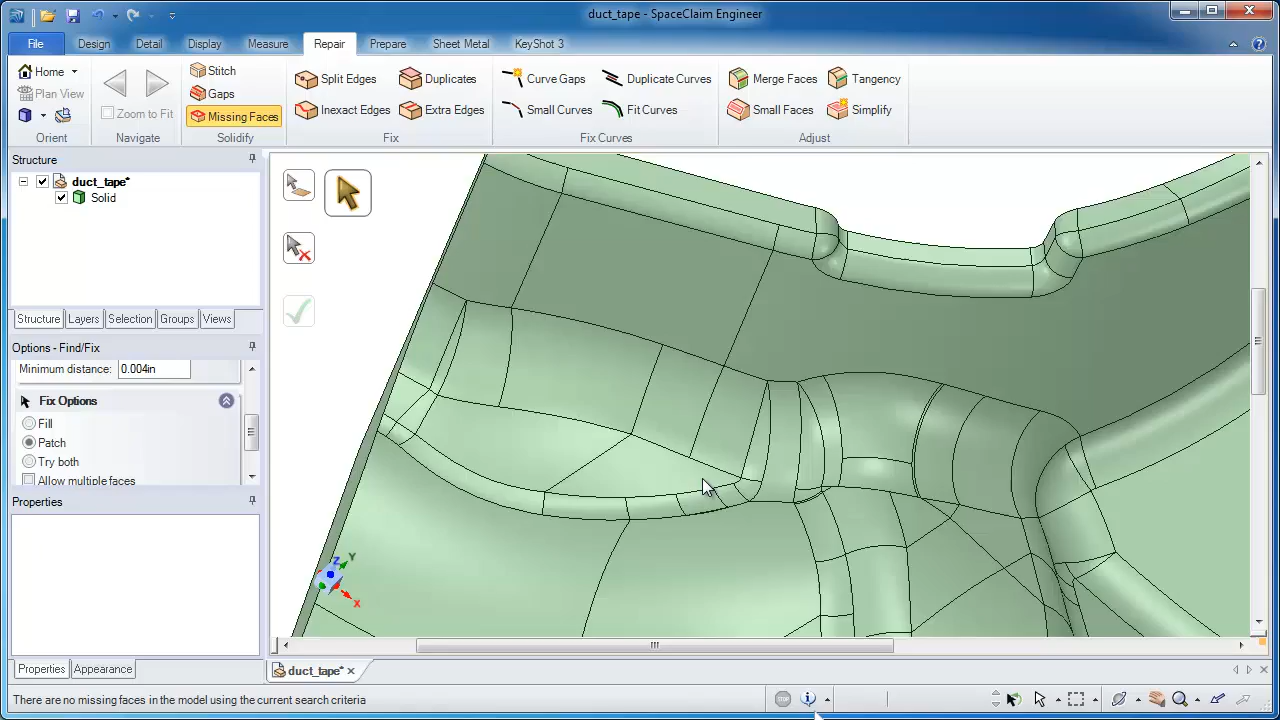 duct_tape - SpaceClaim Engineer
File Design Detail Display Measure Repair Prepare Sheet Metal KeyShot 3
Home Stitch Split Edges Duplicates Curve Gaps Duplicate Curves Merge Faces Tangency
Plan View Gaps
Zoom to Fit Missing Faces Inexact Edges Extra Edges Small Curves Fit Curves Small Faces Simplify
Orient Navigate Solidify Fix Fix Curves Adjust
Structure
duct_tape*
Solid
Structure Layers Selection Groups Views
Options - Find/Fix
Minimum distance: 0.004in
Fix Options
Fill
Patch
Try both
Allow multiple faces
Properties
Z Y
X
Properties Appearance
duct_tape*
There are no missing faces in the model using the current search criteria